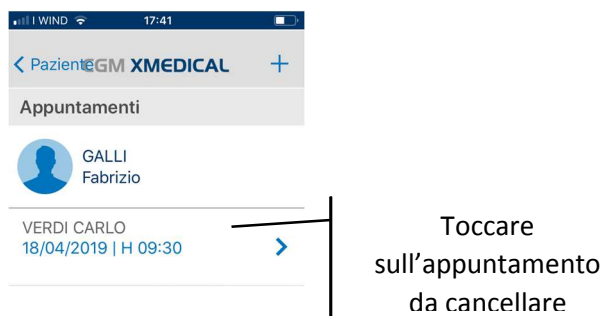 I WIND 17:41
Paziente CGM XMEDICAL +
Appuntamenti
GALLI
Fabrizio
VERDI CARLO
18/04/2019 | H 09:30
Toccare
sull’appuntamento
da cancellare